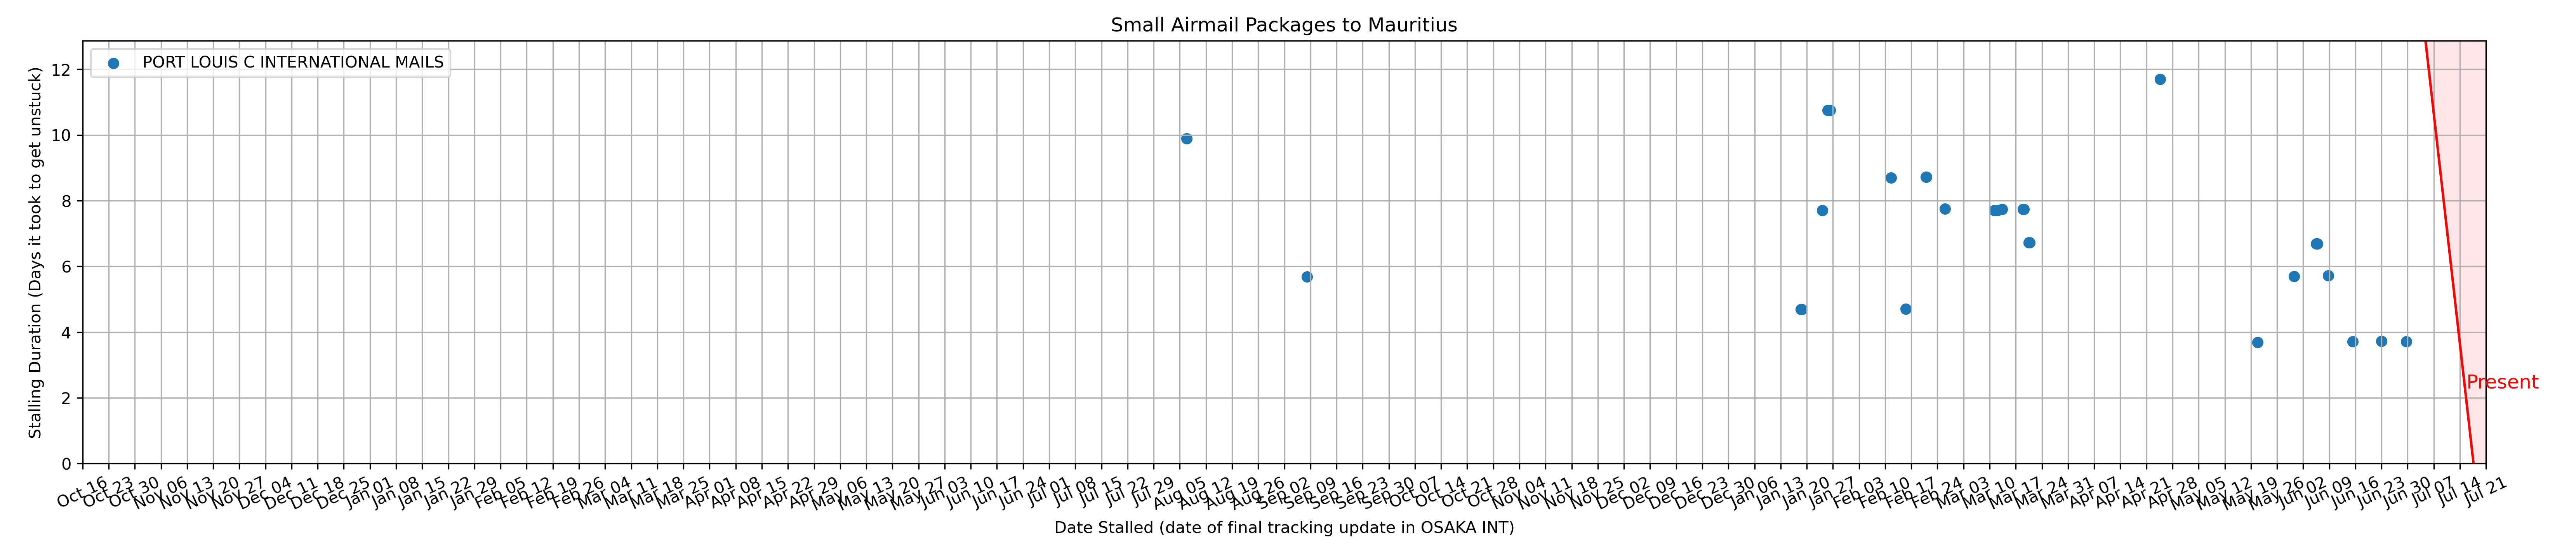 Small Airmail Packages to Mauritius
PORT LOUIS C INTERNATIONAL MAILS
Stalling Duration (Days it took to get unstuck)
12
10
8
6
4
2
0
Present
Oct 16 Oct 23 Oct 30 Nov 06 Nov 13 Nov 20 Nov 27 Dec 04 Dec 11 Dec 18 Dec 25 Jan 01 Jan 08 Jan 15 Jan 22 Jan 29 Feb 05 Feb 12 Feb 19 Feb 26 Mar 04 Mar 11 Mar 18 Mar 25 Apr 01 Apr 08 Apr 15 Apr 22 Apr 29 May 06 May 13 May 20 May 27 Jun 03 Jun 10 Jun 17 Jun 24 Jul 01 Jul 08 Jul 15 Jul 22 Jul 29 Aug 05 Aug 12 Aug 19 Aug 26 Sep 02 Sep 09 Sep 16 Sep 23 Sep 30 Oct 07 Oct 14 Oct 21 Oct 28 Nov 04 Nov 11 Nov 18 Nov 25 Dec 02 Dec 09 Dec 16 Dec 23 Dec 30 Jan 06 Jan 13 Jan 20 Jan 27 Feb 03 Feb 10 Feb 17 Feb 24 Mar 03 Mar 10 Mar 17 Mar 24 Mar 31 Apr 07 Apr 14 Apr 21 Apr 28 May 05 May 12 May 19 May 26 Jun 02 Jun 09 Jun 16 Jun 23 Jun 30 Jul 07 Jul 14 Jul 21
Date Stalled (date of final tracking update in OSAKA INT)